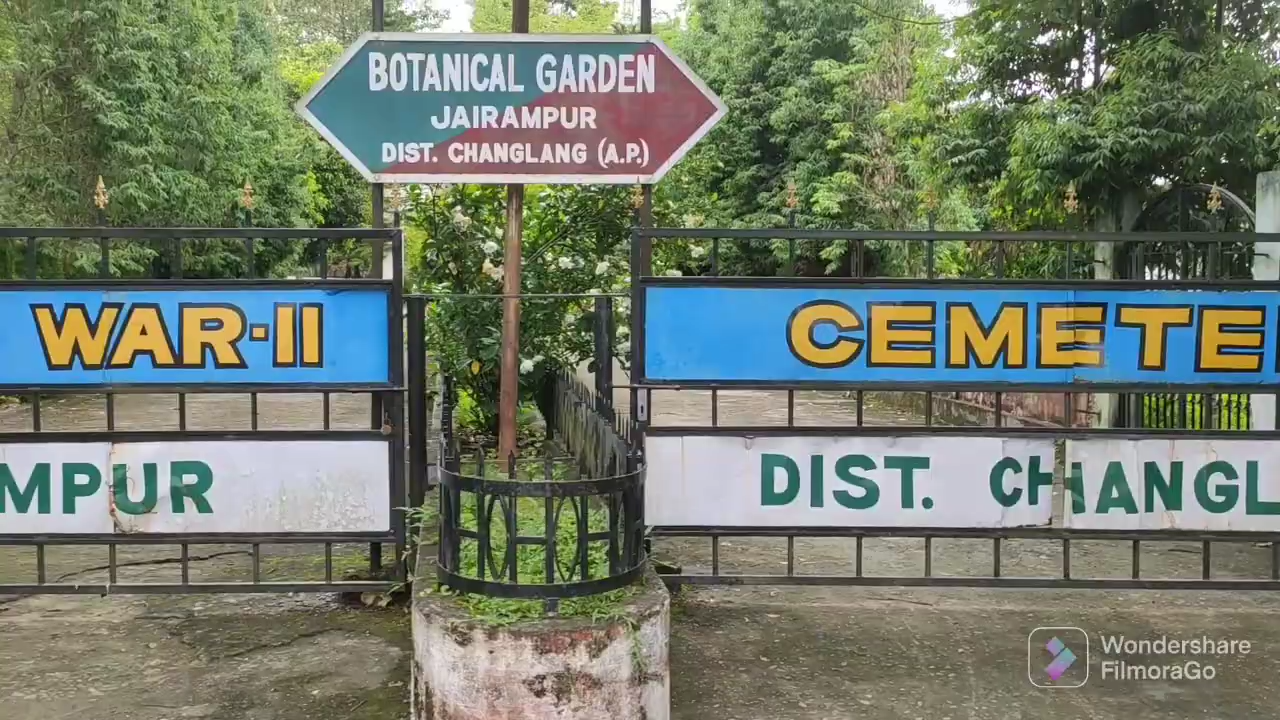 BOTANICAL GARDEN
JAIRAMPUR
DIST. CHANGLANG (A.P.)
WAR-II
CEMETE
MPUR
DIST. CHANGL
Wondershare
FilmoraGo